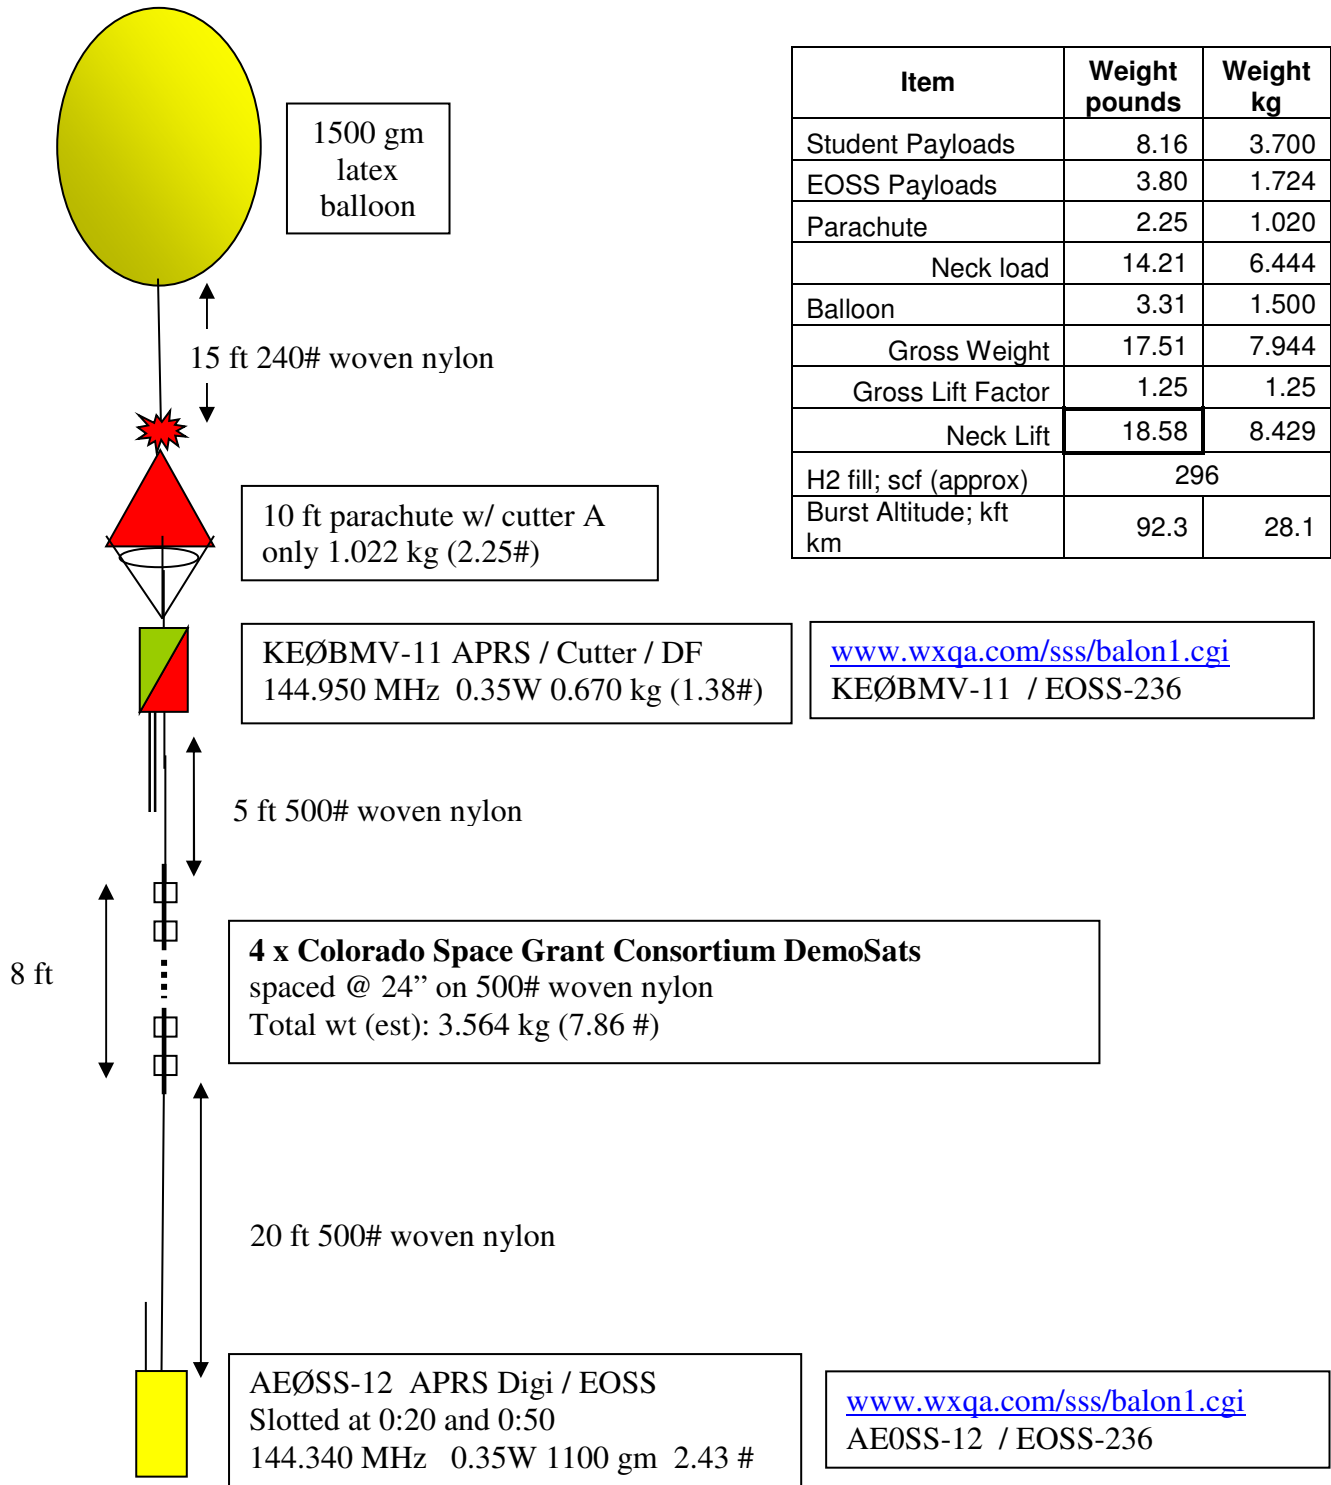 1500 gm
latex
balloon
Item Weight pounds Weight kg
Student Payloads 8.16 3.700
EOSS Payloads 3.80 1.724
Parachute 2.25 1.020
Neck load 14.21 6.444
Balloon 3.31 1.500
Gross Weight 17.51 7.944
Gross Lift Factor 1.25 1.25
Neck Lift 18.58 8.429
H2 fill; scf (approx) 296
Burst Altitude; kft
km 92.3 28.1
15 ft 240# woven nylon
10 ft parachute w/ cutter A
only 1.022 kg (2.25#)
KEØBMV-11 APRS / Cutter / DF
144.950 MHz 0.35W 0.670 kg (1.38#)
www.wxqa.com/sss/balon1.cgi
KEØBMV-11 / EOSS-236
5 ft 500# woven nylon
8 ft
4 x Colorado Space Grant Consortium DemoSats
spaced @ 24” on 500# woven nylon
Total wt (est): 3.564 kg (7.86 #)
20 ft 500# woven nylon
AEØSS-12 APRS Digi / EOSS
Slotted at 0:20 and 0:50
144.340 MHz 0.35W 1100 gm 2.43 #
www.wxqa.com/sss/balon1.cgi
AE0SS-12 / EOSS-236